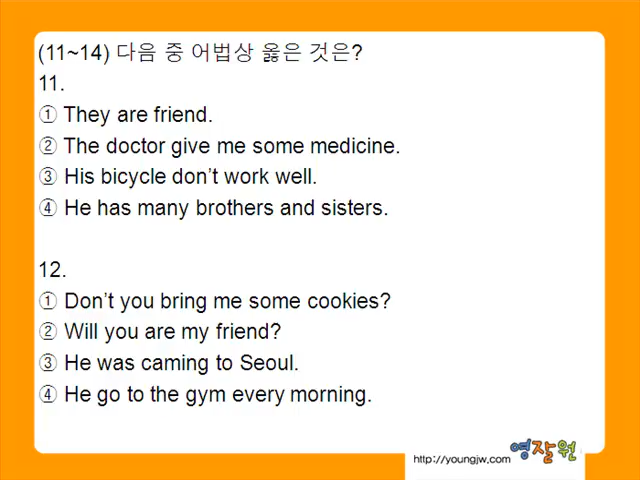 (11~14) 다음 중 어법상 옳은 것은?
11.
① They are friend.
② The doctor give me some medicine.
③ His bicycle don't work well.
④ He has many brothers and sisters.
12.
① Don't you bring me some cookies?
② Will you are my friend?
③ He was caming to Seoul.
④ He go to the gym every morning.
http://youngjw.com 영잘원